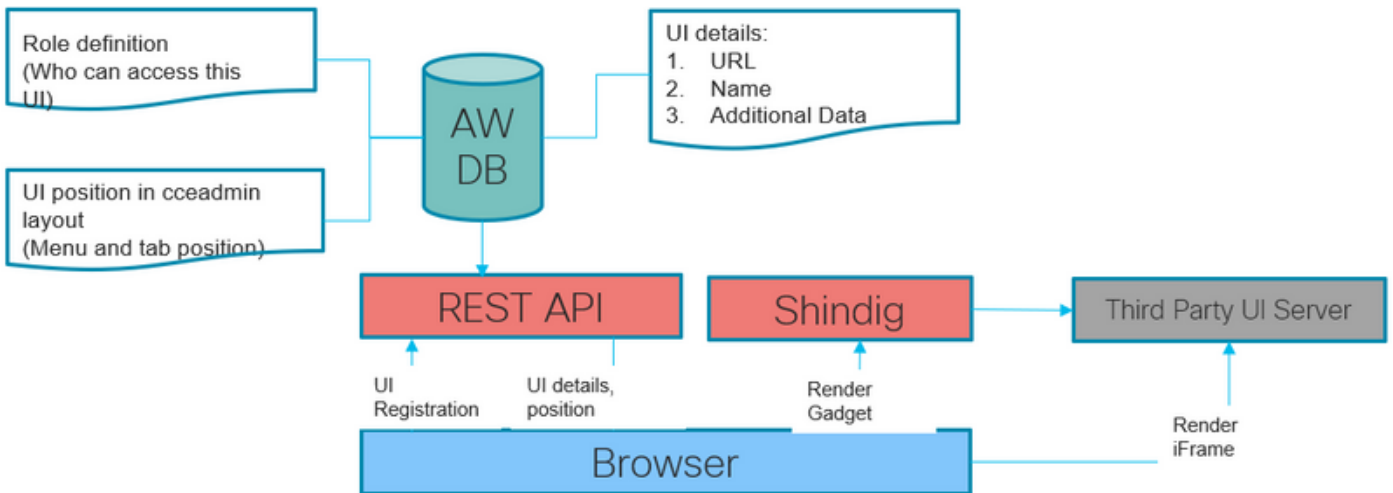 Role definition
(Who can access this
UI)
UI details:
1. URL
2. Name
3. Additional Data
AW
DB
UI position in cceadmin
layout
(Menu and tab position)
REST API
Shindig
Third Party UI Server
UI
Registration
UI details,
position
Render
Gadget
Render
iFrame
Browser